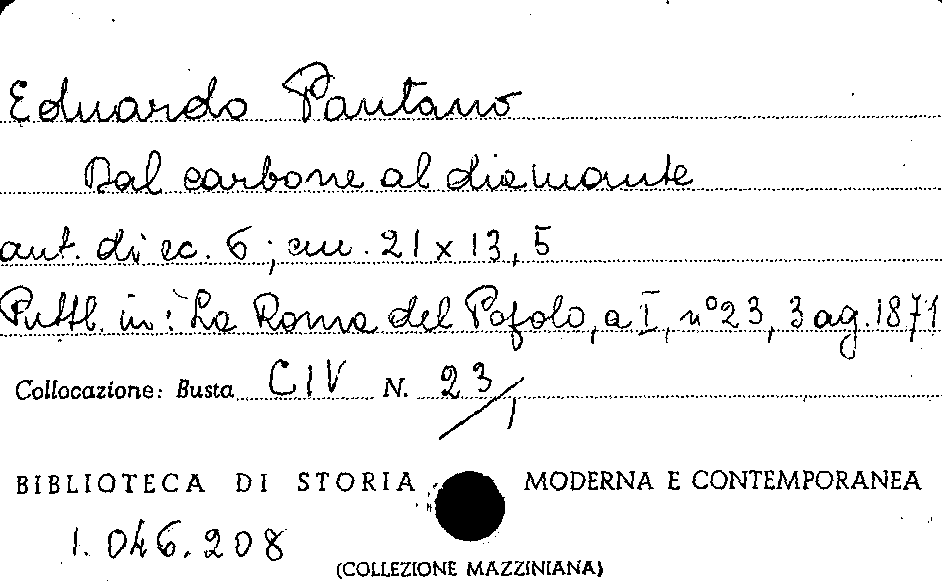 Eduardo Pantano
Dal carbone al diamante
aut. di cc. 6; cm. 21 x 13,5
Pubbl. in: La Roma del Popolo, a I, n° 23, 3 ag. 1871
Collocazione: Busta CIV N. 23/1
BIBLIOTECA DI STORIA MODERNA E CONTEMPORANEA
1.046.208
(COLLEZIONE MAZZINIANA)